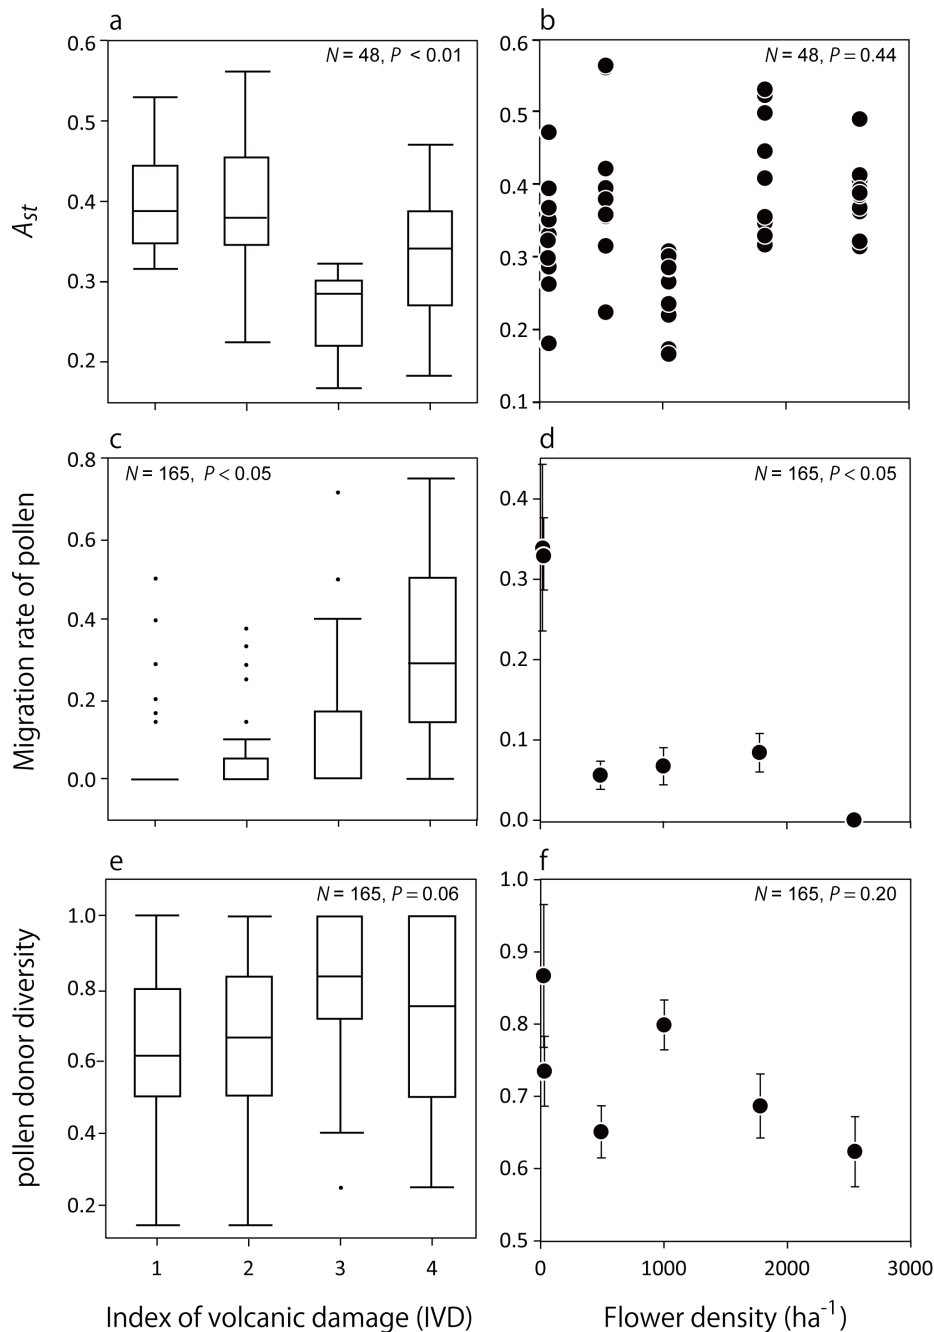 a
N = 48, P < 0.01
0.6
0.5
0.4
0.3
0.2
Ast
b
N = 48, P = 0.44
0.6
0.5
0.4
0.3
0.2
0.1
c
N = 165, P < 0.05
0.8
0.6
0.4
0.2
0.0
Migration rate of pollen
d
N = 165, P < 0.05
0.4
0.3
0.2
0.1
0.0
e
N = 165, P = 0.06
1.0
0.8
0.6
0.4
0.2
pollen donor diversity
1 2 3 4
Index of volcanic damage (IVD)
f
N = 165, P = 0.20
1.0
0.9
0.8
0.7
0.6
0.5
0 1000 2000 3000
Flower density (ha⁻¹)